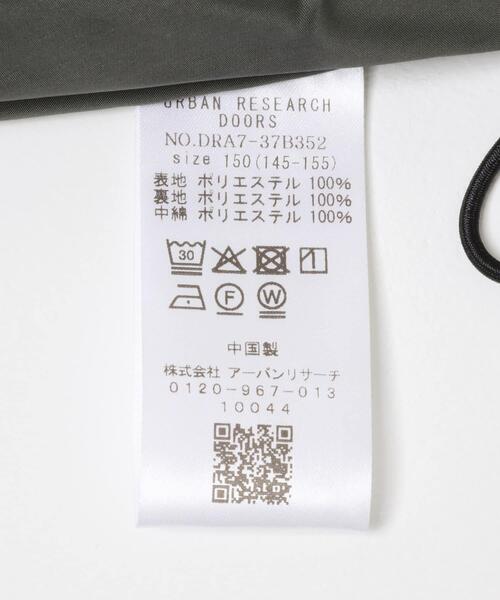 URBAN RESEARCH
DOORS
NO.DRA7-37B352
size 150(145-155)
表地 ポリエステル 100%
裏地 ポリエステル 100%
中綿 ポリエステル 100%
30
F W
中国製
株式会社 アーバンリサーチ
0120-967-013
10044